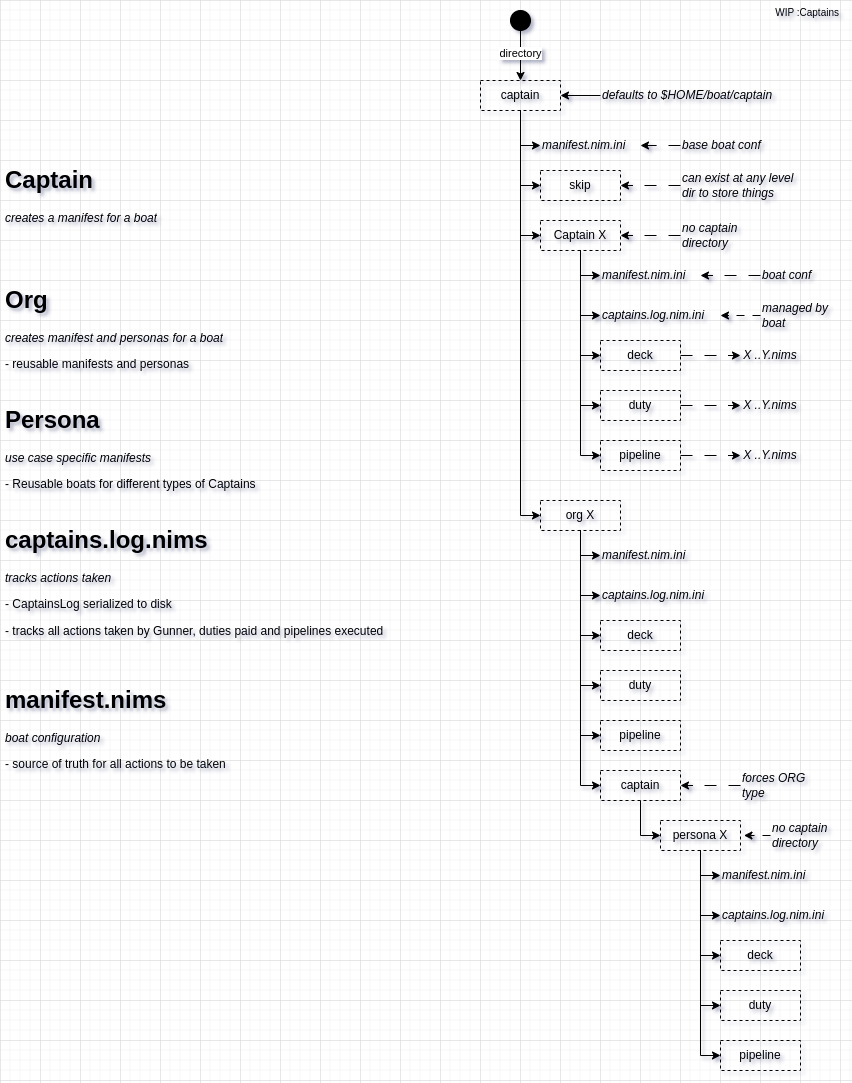 WIP :Captains
directory
captain
defaults to $HOME/boat/captain
manifest.nim.ini
base boat conf
skip
can exist at any level
dir to store things
Captain X
no captain
directory
manifest.nim.ini
boat conf
captains.log.nim.ini
managed by
boat
deck
X ..Y.nims
duty
X ..Y.nims
pipeline
X ..Y.nims
org X
manifest.nim.ini
captains.log.nim.ini
deck
duty
pipeline
captain
forces ORG
type
persona X
no captain
directory
manifest.nim.ini
captains.log.nim.ini
deck
duty
pipeline
Captain
creates a manifest for a boat
Org
creates manifest and personas for a boat
- reusable manifests and personas
Persona
use case specific manifests
- Reusable boats for different types of Captains
captains.log.nims
tracks actions taken
- CaptainsLog serialized to disk
- tracks all actions taken by Gunner, duties paid and pipelines executed
manifest.nims
boat configuration
- source of truth for all actions to be taken